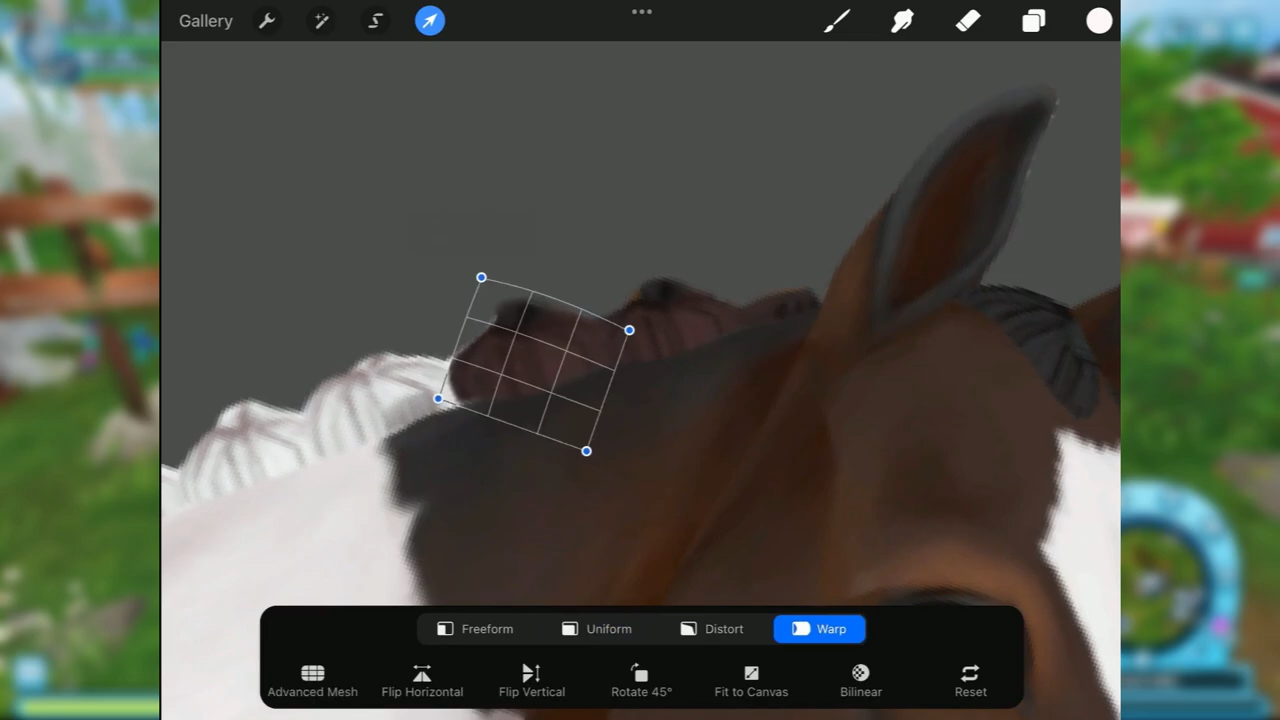 Gallery
Freeform Uniform Distort Warp
Advanced Mesh Flip Horizontal Flip Vertical Rotate 45° Fit to Canvas Bilinear Reset